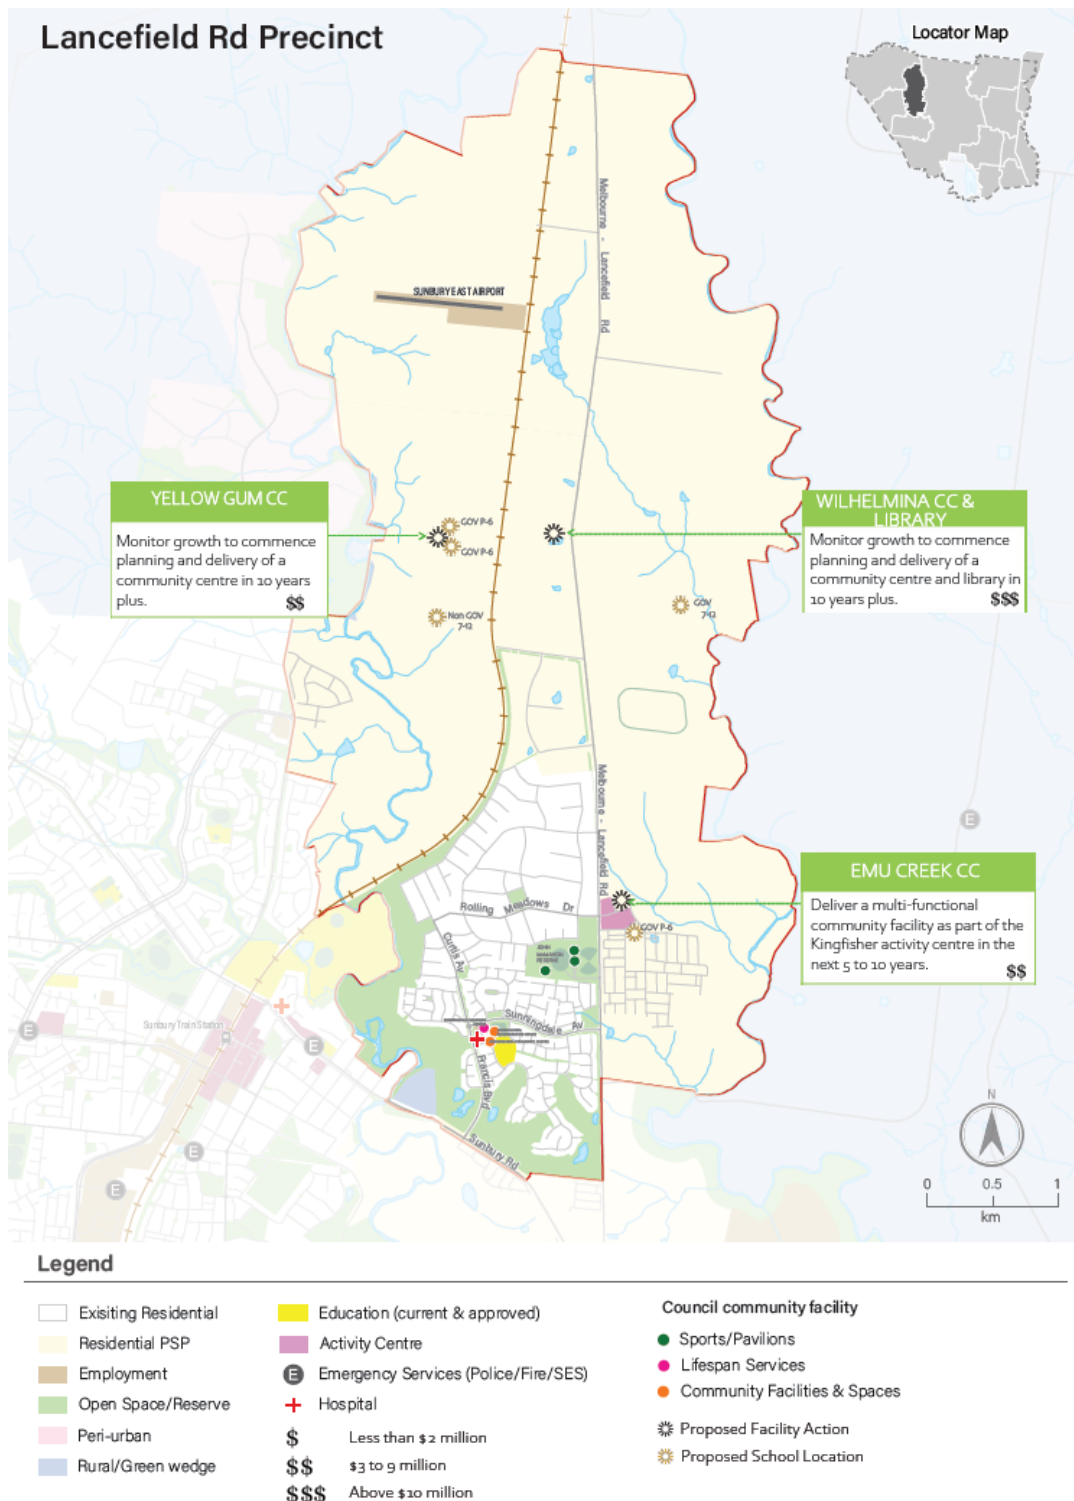 Lancefield Rd Precinct
Locator Map
Melbourne - Lancefield Rd
SUNBURY EAST AIRPORT
YELLOW GUM CC
Monitor growth to commence
planning and delivery of a
community centre in 10 years
plus.
$$
GOV P-6
GOV P-6
WILHELMINA CC &
LIBRARY
Monitor growth to commence
planning and delivery of a
community centre and library in
10 years plus.
$$$
Non GOV
7-12
GOV
7-12
Melbourne - Lancefield Rd
E
EMU CREEK CC
Deliver a multi-functional
community facility as part of the
Kingfisher activity centre in the
next 5 to 10 years.
$$
Rolling Meadows Dr
GOV P-6
Curtis Av
RESERVE
Sunningdale Av
Sunbury Train Station
E
E
Francis Blvd
Sunbury Rd
E
E
N
0 0.5 1
km
Legend
Exisiting Residential
Residential PSP
Employment
Open Space/Reserve
Peri-urban
Rural/Green wedge
Education (current & approved)
Activity Centre
E Emergency Services (Police/Fire/SES)
Hospital
$ Less than $2 million
$$ $3 to 9 million
$$$ Above $10 million
Council community facility
Sports/Pavilions
Lifespan Services
Community Facilities & Spaces
Proposed Facility Action
Proposed School Location